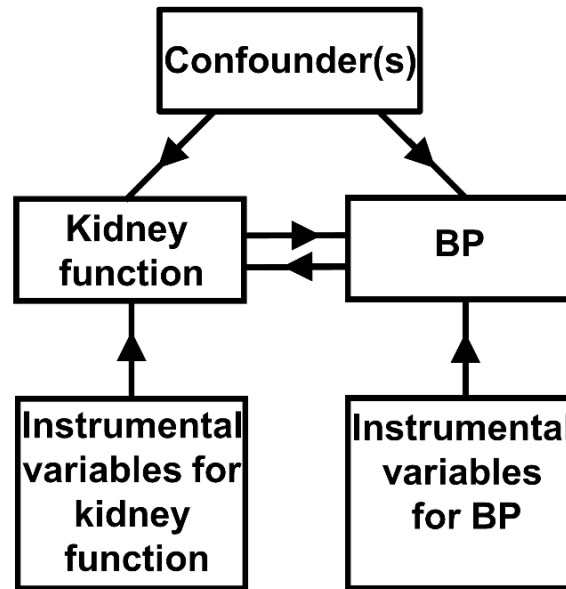 Confounder(s)
Kidney
function
BP
Instrumental
variables for
kidney
function
Instrumental
variables
for BP